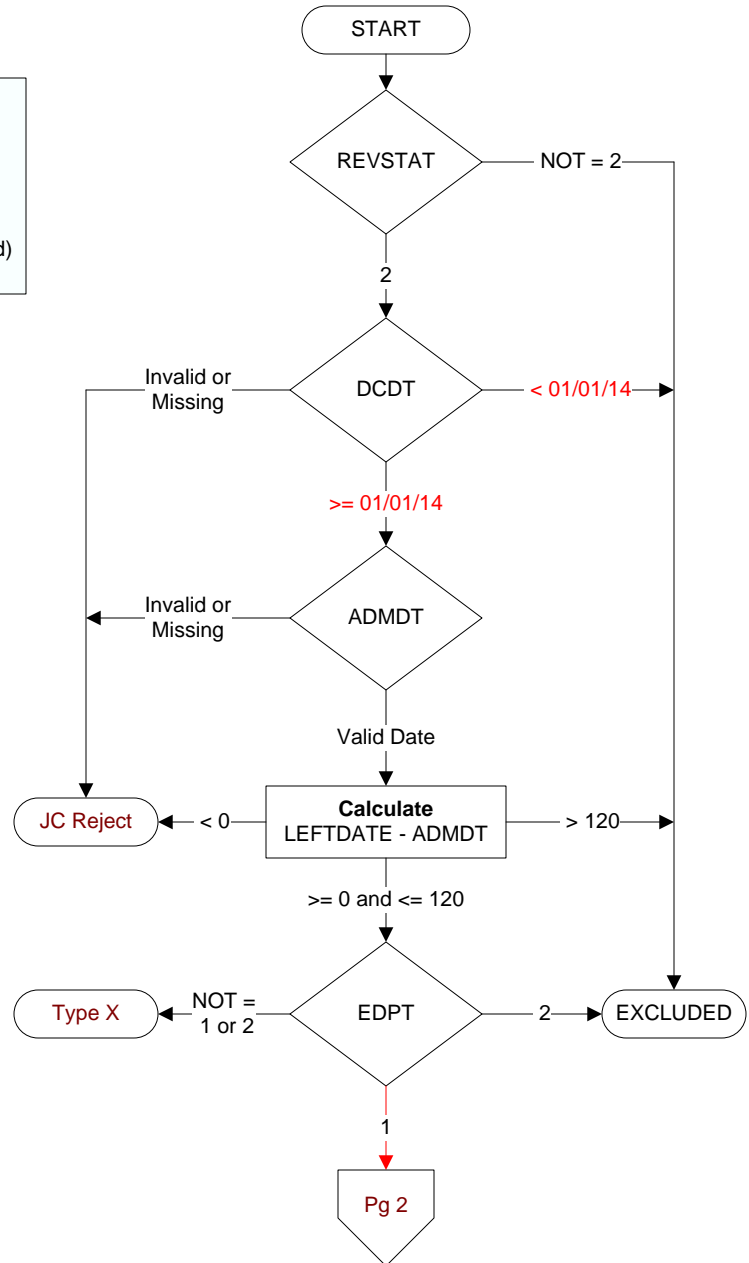 START
REVSTAT
NOT = 2
d)
2
Invalid or
Missing
DCDT
< 01/01/14
>= 01/01/14
Invalid or
Missing
ADMDT
Valid Date
JC Reject
< 0
Calculate
LEFTDATE - ADMDT
> 120
>= 0 and <= 120
Type X
NOT =
1 or 2
EDPT
2
EXCLUDED
1
Pg 2